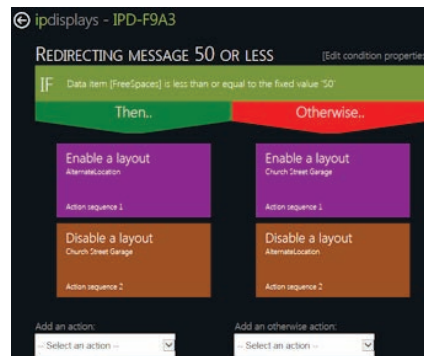 ipdisplays - IPD-F9A3
REDIRECTING MESSAGE 50 OR LESS
[Edit condition propertie
IF Data item [FreeSpaces] is less than or equal to the fixed value '50'
Then..
Otherwise..
Enable a layout
AlternateLocation
Action sequence 1
Enable a layout
Church Street Garage
Action sequence 1
Disable a layout
Church Street Garage
Action sequence 2
Disable a layout
AlternateLocation
Action sequence 2
Add an action:
-- Select an action --
Add an otherwise action:
-- Select an action --